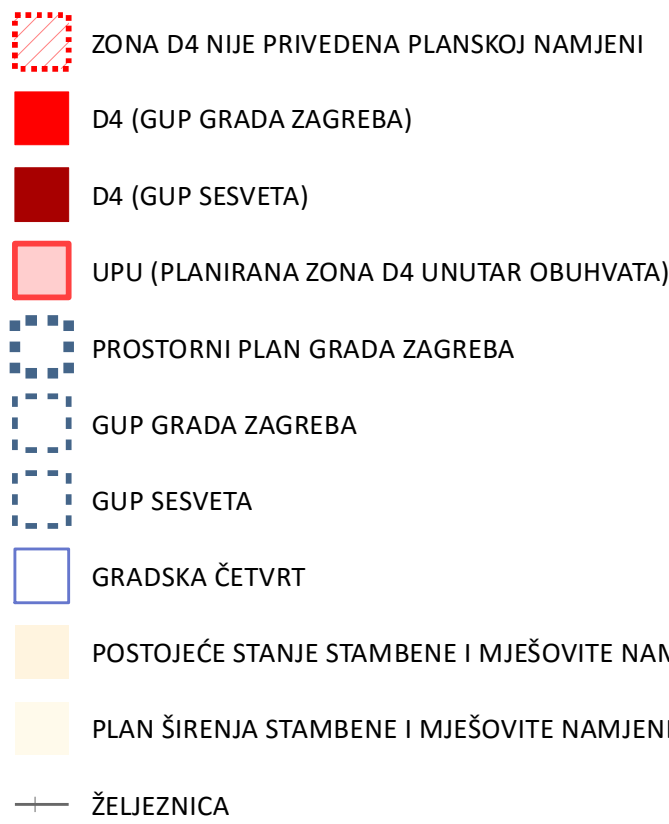 ZONA D4 NIJE PRIVEDENA PLANSKOJ NAMJENI
D4 (GUP GRADA ZAGREBA)
D4 (GUP SESVETA)
UPU (PLANIRANA ZONA D4 UNUTAR OBUHVATA)
PROSTORNI PLAN GRADA ZAGREBA
GUP GRADA ZAGREBA
GUP SESVETA
GRADSKA ČETVRT
POSTOJEĆE STANJE STAMBENE I MJEŠOVITE
PLAN ŠIRENJA STAMBENE I MJEŠOVITE
ŽELJEZNICA